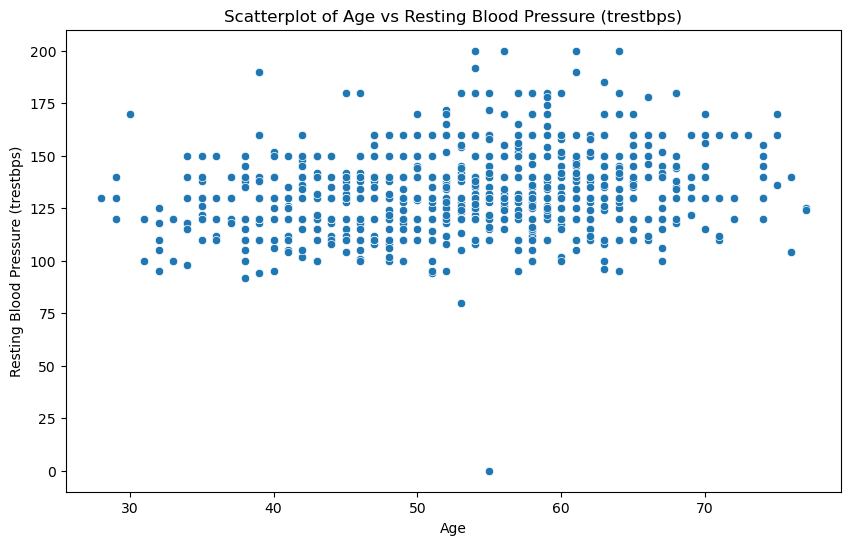 Scatterplot of Age vs Resting Blood Pressure (trestbps)
Resting Blood Pressure (trestbps)
200
175
150
125
100
75
50
25
0
30 40 50 60 70
Age